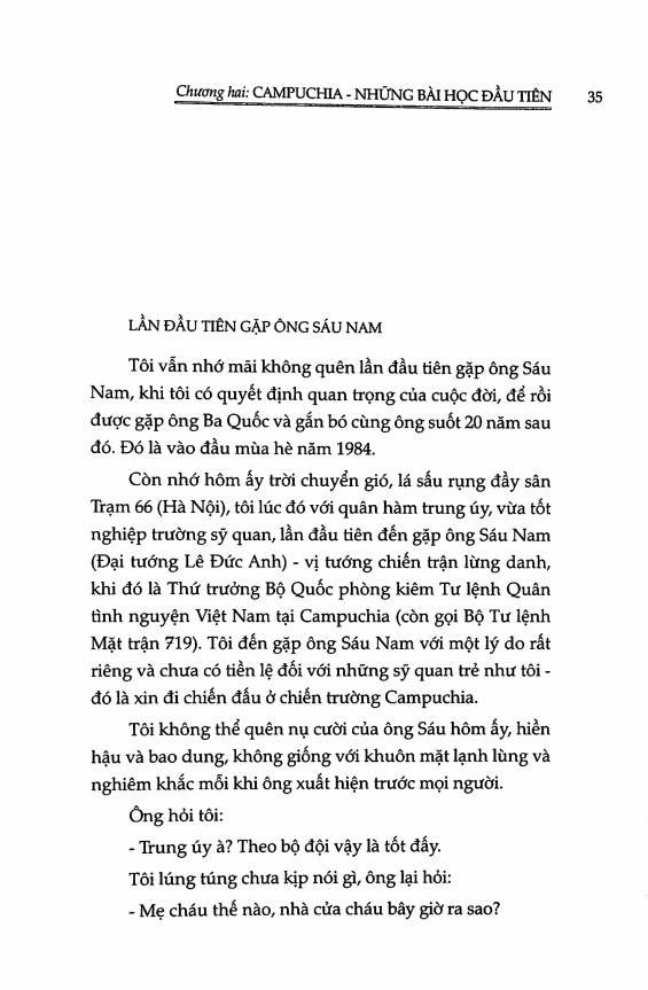 Chương hai: CAMPUCHIA - NHỮNG BÀI HỌC ĐẦU TIÊN 35
LẦN ĐẦU TIÊN GẶP ÔNG SÁU NAM
Tôi vẫn nhớ mãi không quên lần đầu tiên gặp ông Sáu
Nam, khi tôi có quyết định quan trọng của cuộc đời, để rồi
được gặp ông Ba Quốc và gắn bó cùng ông suốt 20 năm sau
đó. Đó là vào đầu mùa hè năm 1984.
Còn nhớ hôm ấy trời chuyển gió, lá sấu rụng đầy sân
Trạm 66 (Hà Nội), tôi lúc đó với quân hàm trung úy, vừa tốt
nghiệp trường sỹ quan, lần đầu tiên đến gặp ông Sáu Nam
(Đại tướng Lê Đức Anh) - vị tướng chiến trận lừng danh,
khi đó là Thứ trưởng Bộ Quốc phòng kiêm Tư lệnh Quân
tình nguyện Việt Nam tại Campuchia (còn gọi Bộ Tư lệnh
Mặt trận 719). Tôi đến gặp ông Sáu Nam với một lý do rất
riêng và chưa có tiền lệ đối với những sỹ quan trẻ như tôi -
đó là xin đi chiến đấu ở chiến trường Campuchia.
Tôi không thể quên nụ cười của ông Sáu hôm ấy, hiền
hậu và bao dung, không giống với khuôn mặt lạnh lùng và
nghiêm khắc mỗi khi ông xuất hiện trước mọi người.
Ông hỏi tôi:
- Trung úy à? Theo bộ đội vậy là tốt đấy.
Tôi lúng túng chưa kịp nói gì, ông lại hỏi:
- Mẹ cháu thế nào, nhà cửa cháu bây giờ ra sao?